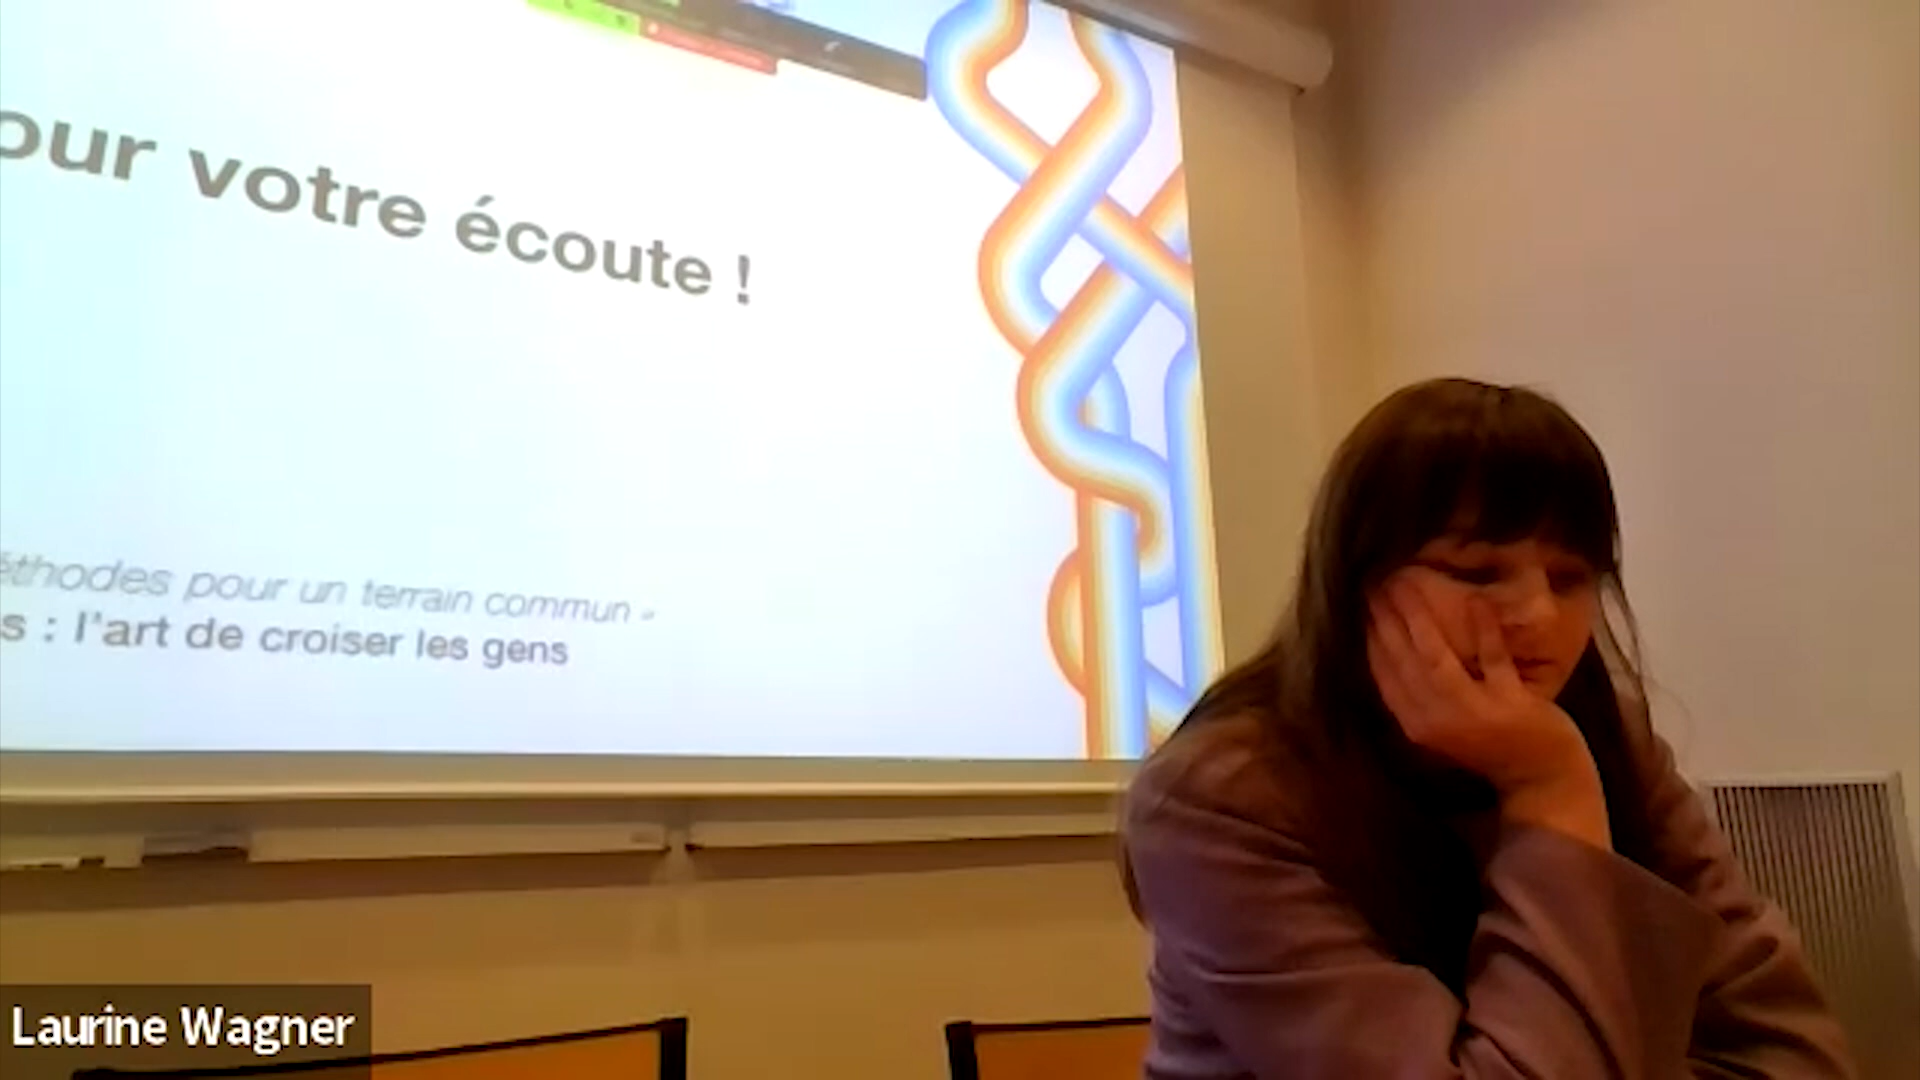 our votre écoute !
éthodes pour un terrain commun -
s : l'art de croiser les gens
Laurine Wagner